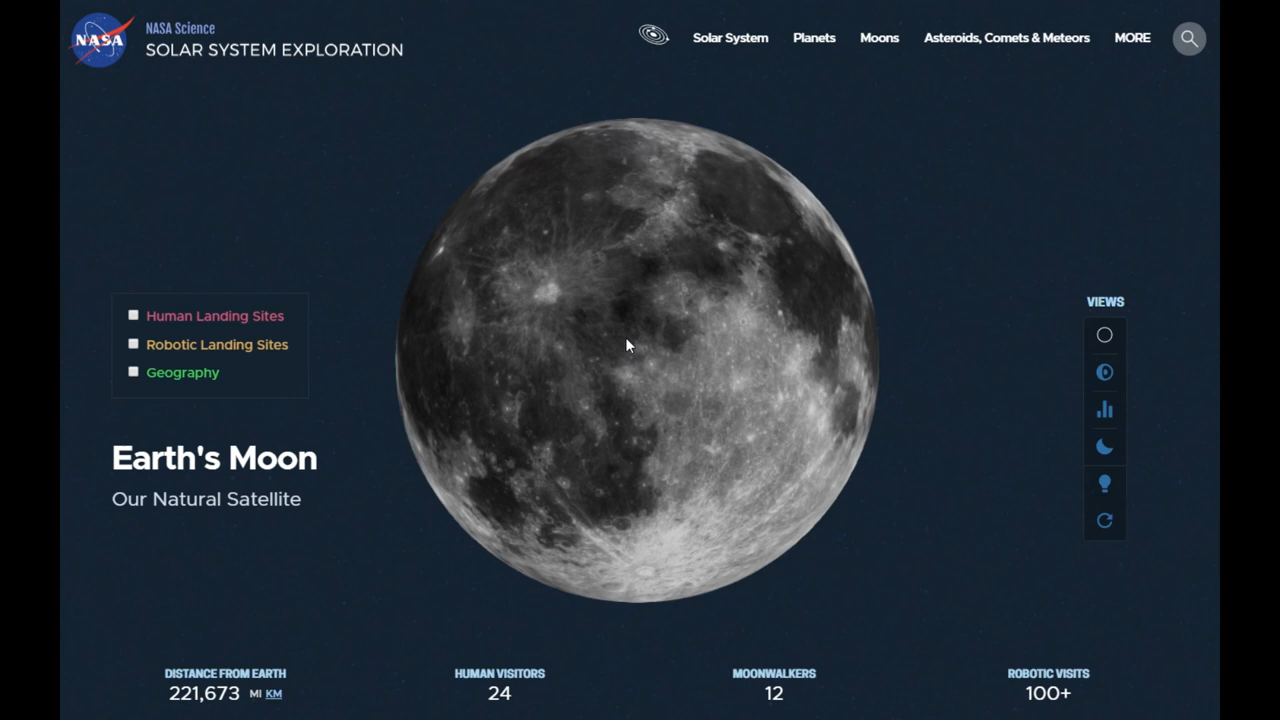 NASA
NASA Science
SOLAR SYSTEM EXPLORATION
Solar System
Planets
Moons
Asteroids, Comets & Meteors
MORE
Human Landing Sites
Robotic Landing Sites
Geography
Earth's Moon
Our Natural Satellite
VIEWS
DISTANCE FROM EARTH
221,673 MI KM
HUMAN VISITORS
24
MOONWALKERS
12
ROBOTIC VISITS
100+